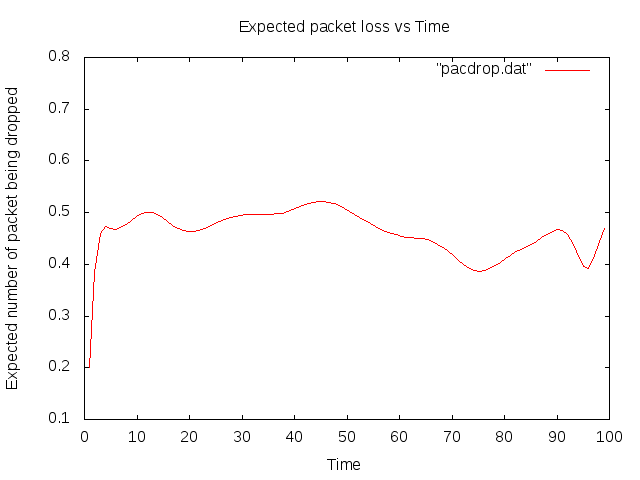 Expected packet loss vs Time
"pacdrop.dat"
Expected number of packet being dropped
0.8
0.7
0.6
0.5
0.4
0.3
0.2
0.1
0 10 20 30 40 50 60 70 80 90 100
Time